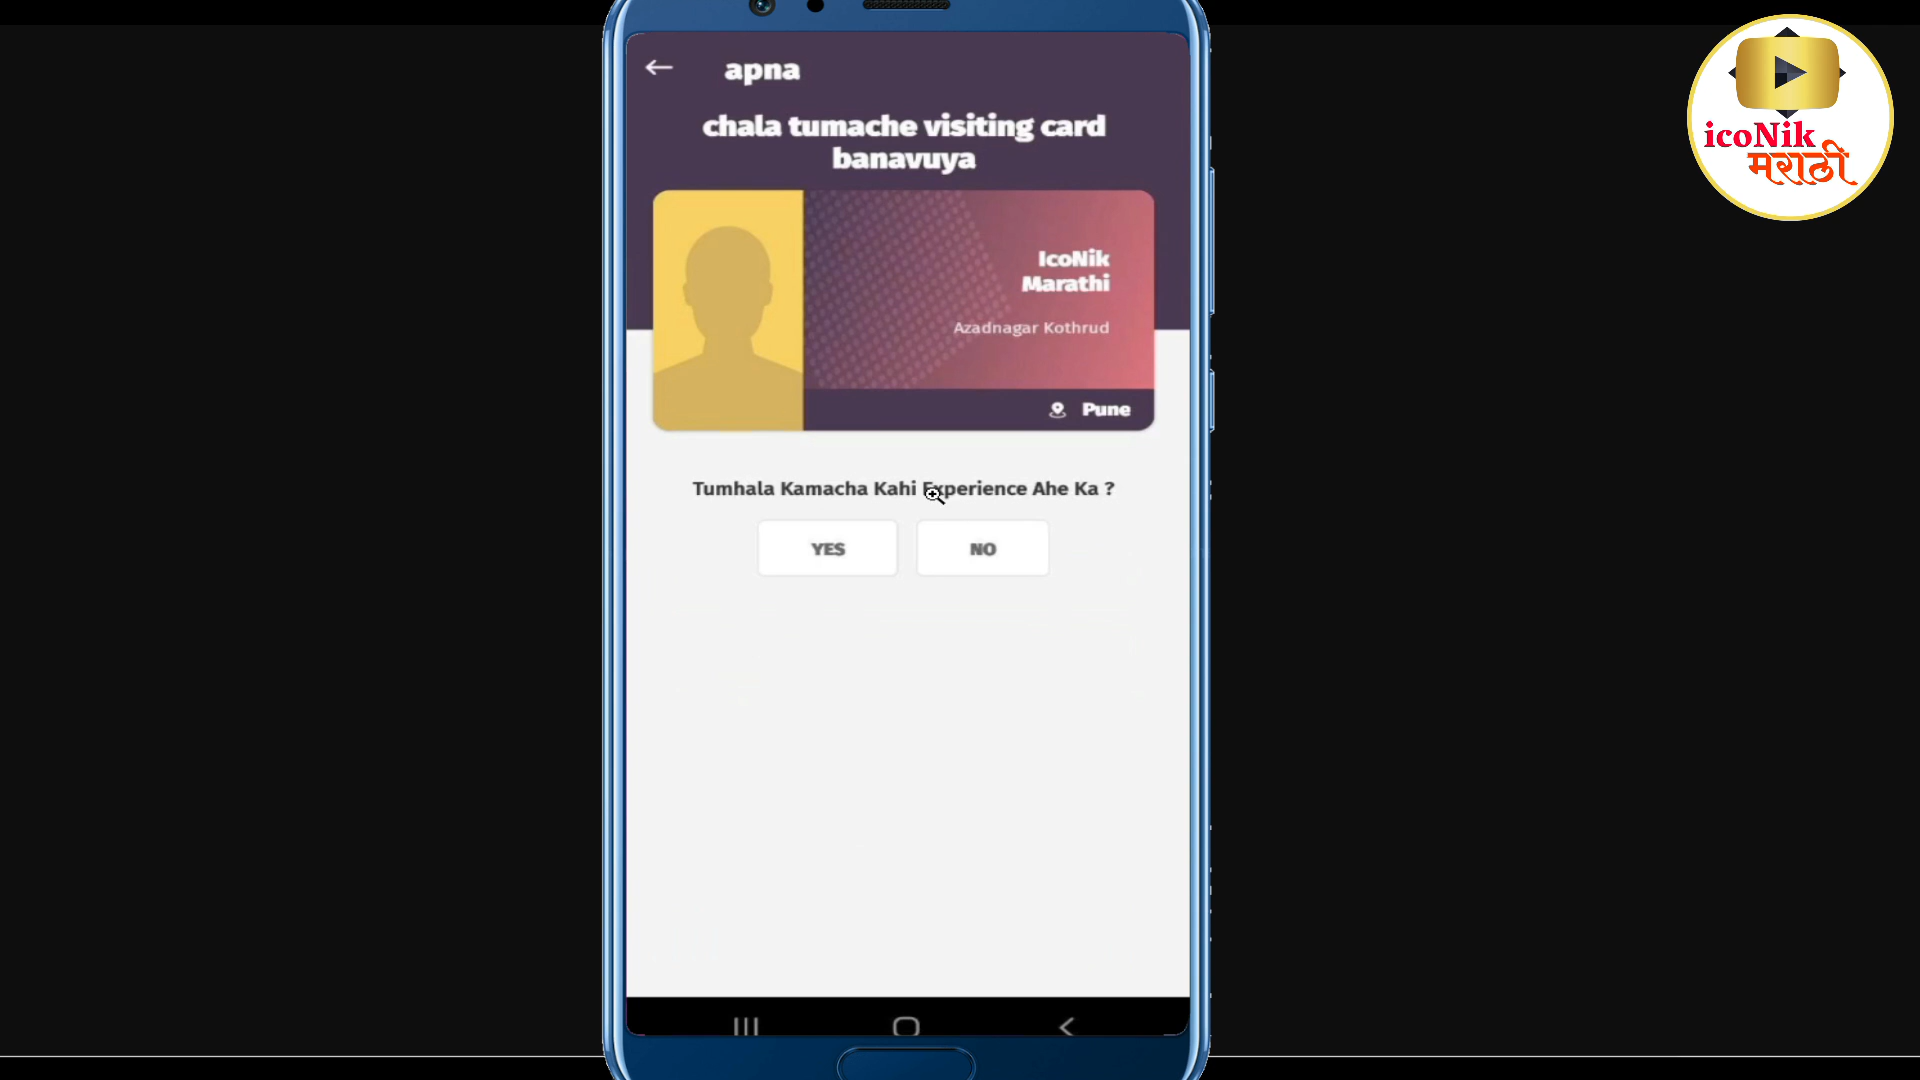 apna
chala tumache visiting card
banavuya
IcoNik
Marathi
Azadnagar Kothrud
Pune
Tumhala Kamacha Kahi Experience Ahe Ka ?
YES
NO
icoNik
मराठी